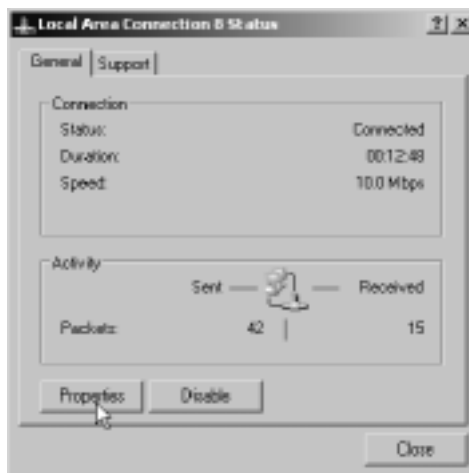 Local Area Connection 8 Status
General Support
Connection
Status: Connected
Duration: 00:12:48
Speed: 10.0 Mbps
Activity
Sent Received
Packets: 42 15
Properties Disable
Close